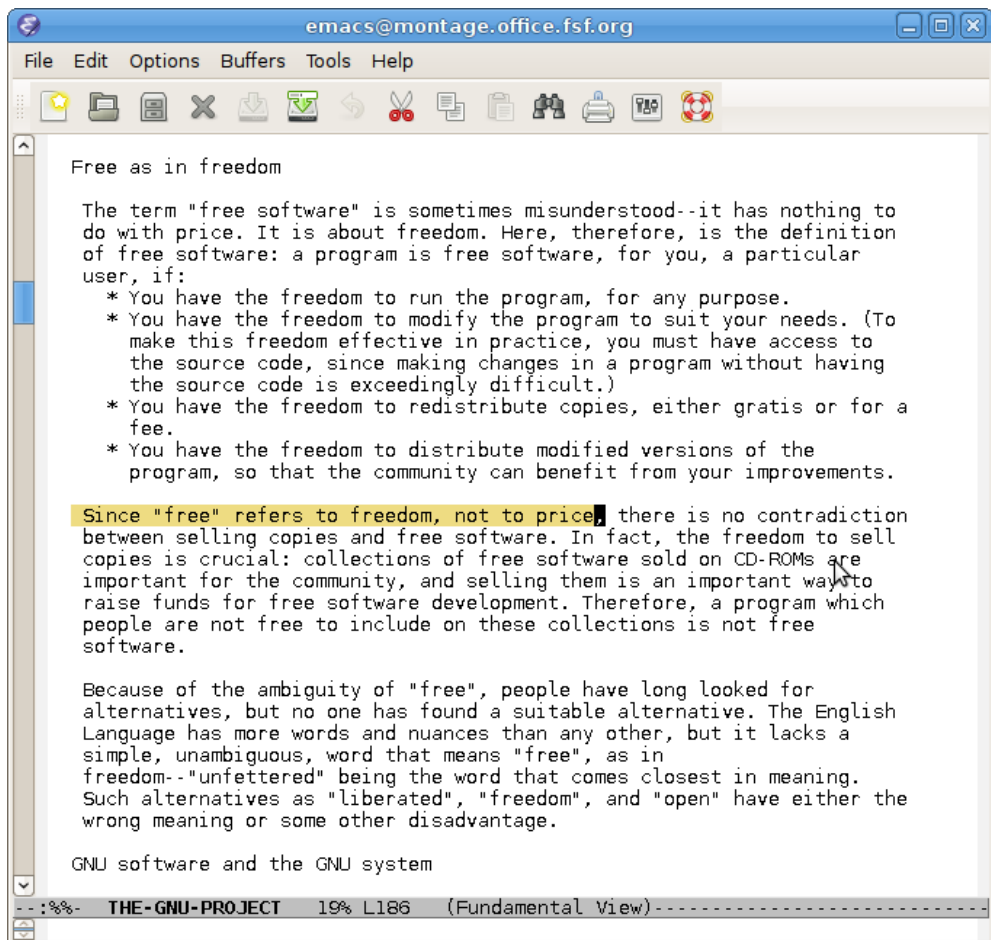 emacs@montage.office.fsf.org
File Edit Options Buffers Tools Help
Free as in freedom
The term "free software" is sometimes misunderstood--it has nothing to
do with price. It is about freedom. Here, therefore, is the definition
of free software: a program is free software, for you, a particular
user, if:
* You have the freedom to run the program, for any purpose.
* You have the freedom to modify the program to suit your needs. (To
make this freedom effective in practice, you must have access to
the source code, since making changes in a program without having
the source code is exceedingly difficult.)
* You have the freedom to redistribute copies, either gratis or for a
fee.
* You have the freedom to distribute modified versions of the
program, so that the community can benefit from your improvements.
Since "free" refers to freedom, not to price, there is no contradiction
between selling copies and free software. In fact, the freedom to sell
copies is crucial: collections of free software sold on CD-ROMs are
important for the community, and selling them is an important way to
raise funds for free software development. Therefore, a program which
people are not free to include on these collections is not free
software.
Because of the ambiguity of "free", people have long looked for
alternatives, but no one has found a suitable alternative. The English
Language has more words and nuances than any other, but it lacks a
simple, unambiguous, word that means "free", as in
freedom--"unfettered" being the word that comes closest in meaning.
Such alternatives as "liberated", "freedom", and "open" have either the
wrong meaning or some other disadvantage.
GNU software and the GNU system
--:%%- THE-GNU-PROJECT 19% L186 (Fundamental View)-----------------------------